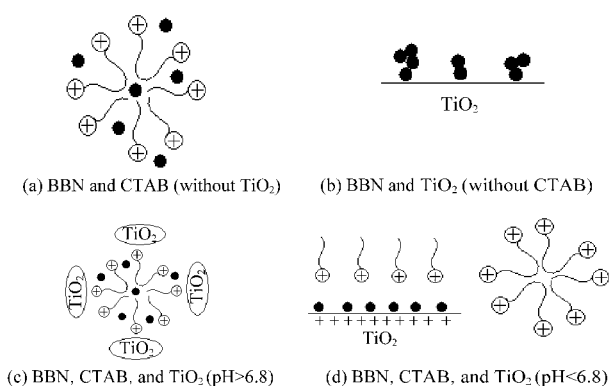 TiO₂
(a) BBN and CTAB (without TiO₂)
(b) BBN and TiO₂ (without CTAB)
TiO₂
TiO₂
TiO₂
TiO₂
+ + + + + + + + + +
TiO₂
(c) BBN, CTAB, and TiO₂ (pH>6.8)
(d) BBN, CTAB, and TiO₂ (pH<6.8)